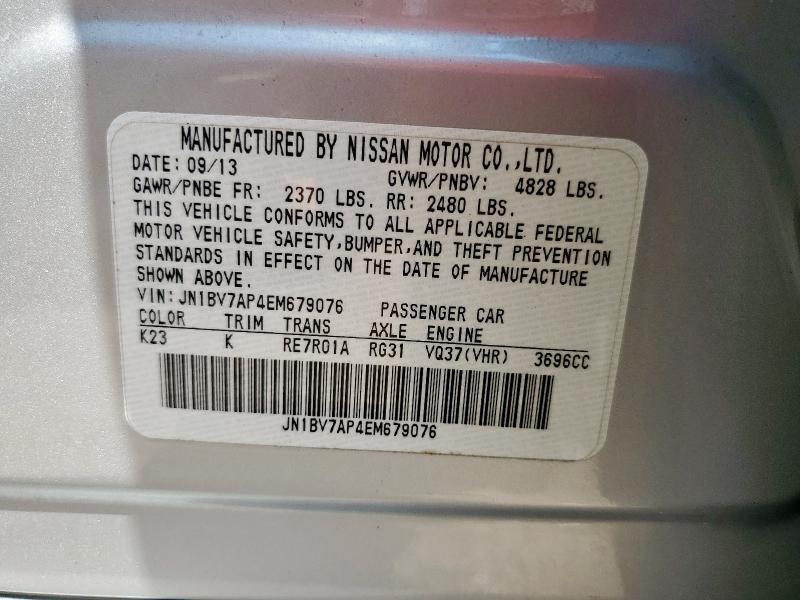 MANUFACTURED BY NISSAN MOTOR CO.,LTD.
DATE: 09/13 GVWR/PNBV: 4828 LBS.
GAWR/PNBE FR: 2370 LBS. RR: 2480 LBS.
THIS VEHICLE CONFORMS TO ALL APPLICABLE FEDERAL
MOTOR VEHICLE SAFETY,BUMPER,AND THEFT PREVENTION
STANDARDS IN EFFECT ON THE DATE OF MANUFACTURE
SHOWN ABOVE.
VIN: JN1BV7AP4EM679076 PASSENGER CAR
COLOR TRIM TRANS AXLE ENGINE
K23 K RE7R01A RG31 VQ37(VHR) 3696CC
JN1BV7AP4EM679076